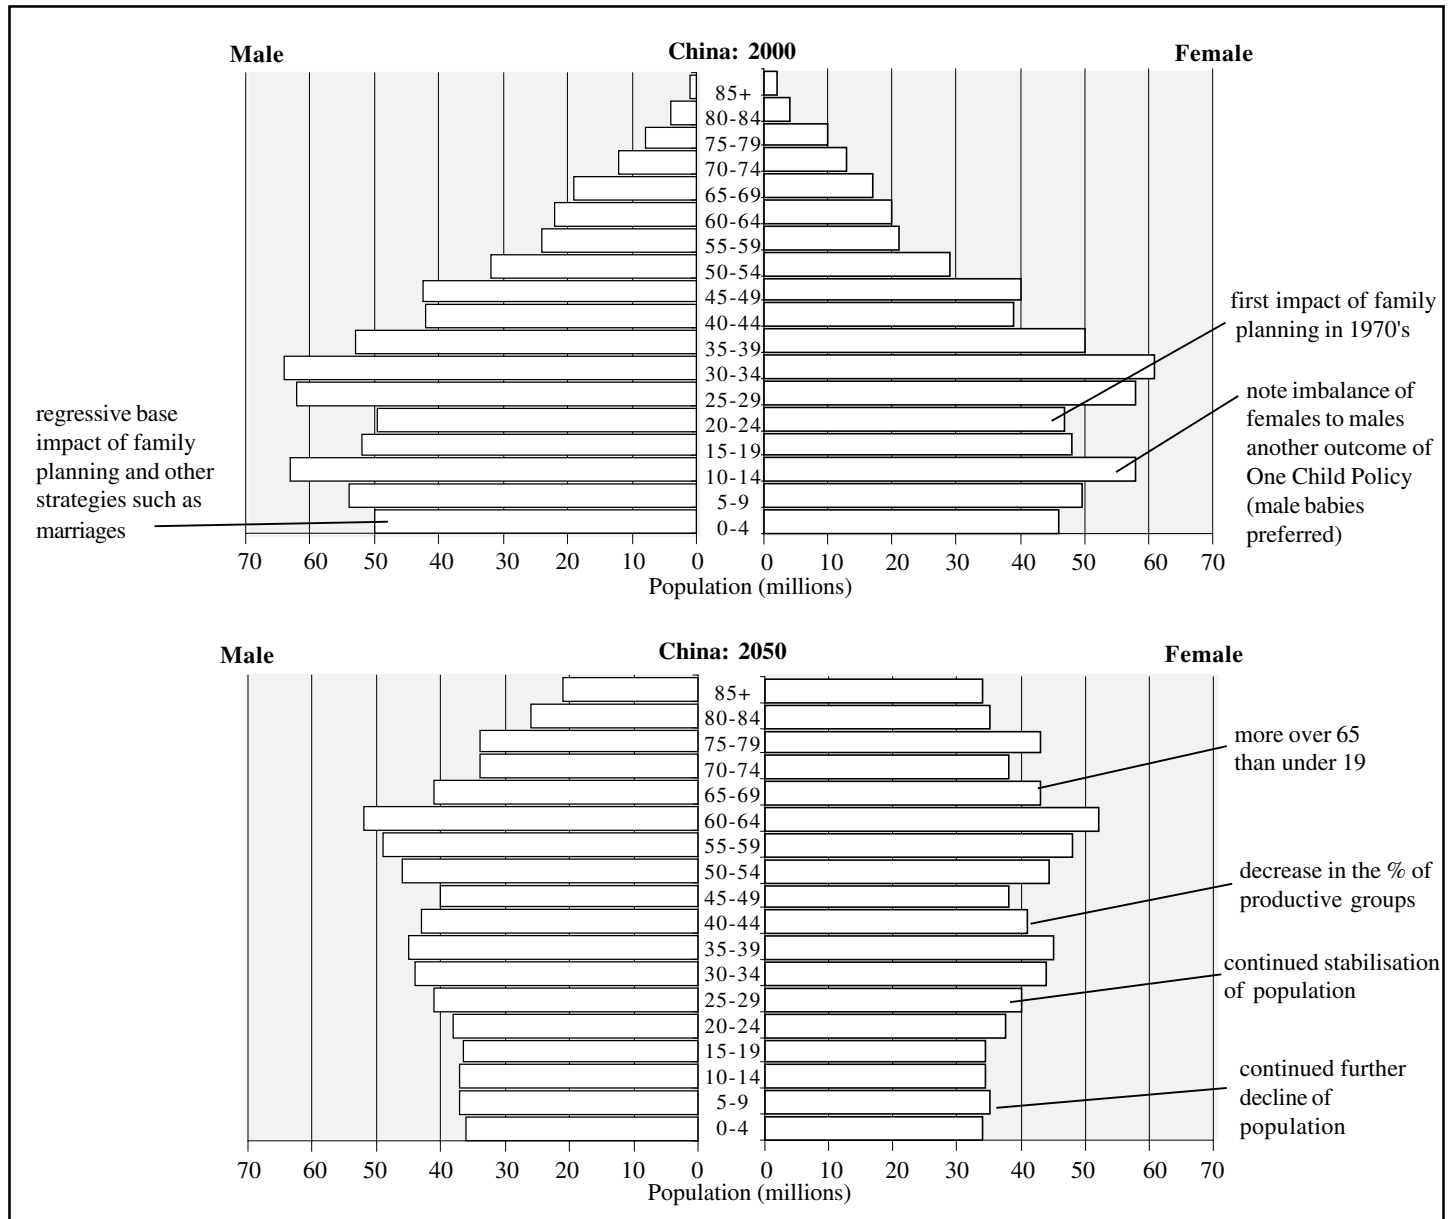 Male China: 2000 Female
85+
80-84
75-79
70-74
65-69
60-64
55-59
50-54
45-49
40-44
35-39
30-34
25-29
20-24
15-19
10-14
5-9
0-4
70 60 50 40 30 20 10 0 0 10 20 30 40 50 60 70
Population (millions)
regressive base
impact of family
planning and other
strategies such as
marriages
first impact of family
planning in 1970's
note imbalance of
females to males
another outcome of
One Child Policy
(male babies
preferred)
Male China: 2050 Female
85+
80-84
75-79
70-74
65-69
60-64
55-59
50-54
45-49
40-44
35-39
30-34
25-29
20-24
15-19
10-14
5-9
0-4
70 60 50 40 30 20 10 0 0 10 20 30 40 50 60 70
Population (millions)
more over 65
than under 19
decrease in the % of
productive groups
continued stabilisation
of population
continued further
decline of
population